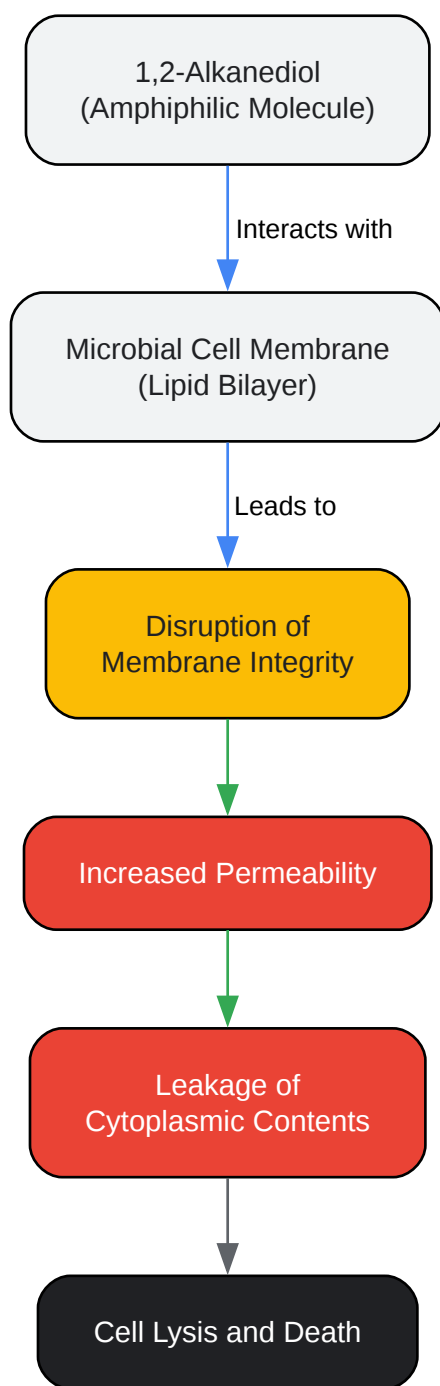 1,2-Alkanediol
(Amphiphilic Molecule)
Interacts with
Microbial Cell Membrane
(Lipid Bilayer)
Leads to
Disruption of
Membrane Integrity
Increased Permeability
Leakage of
Cytoplasmic Contents
Cell Lysis and Death